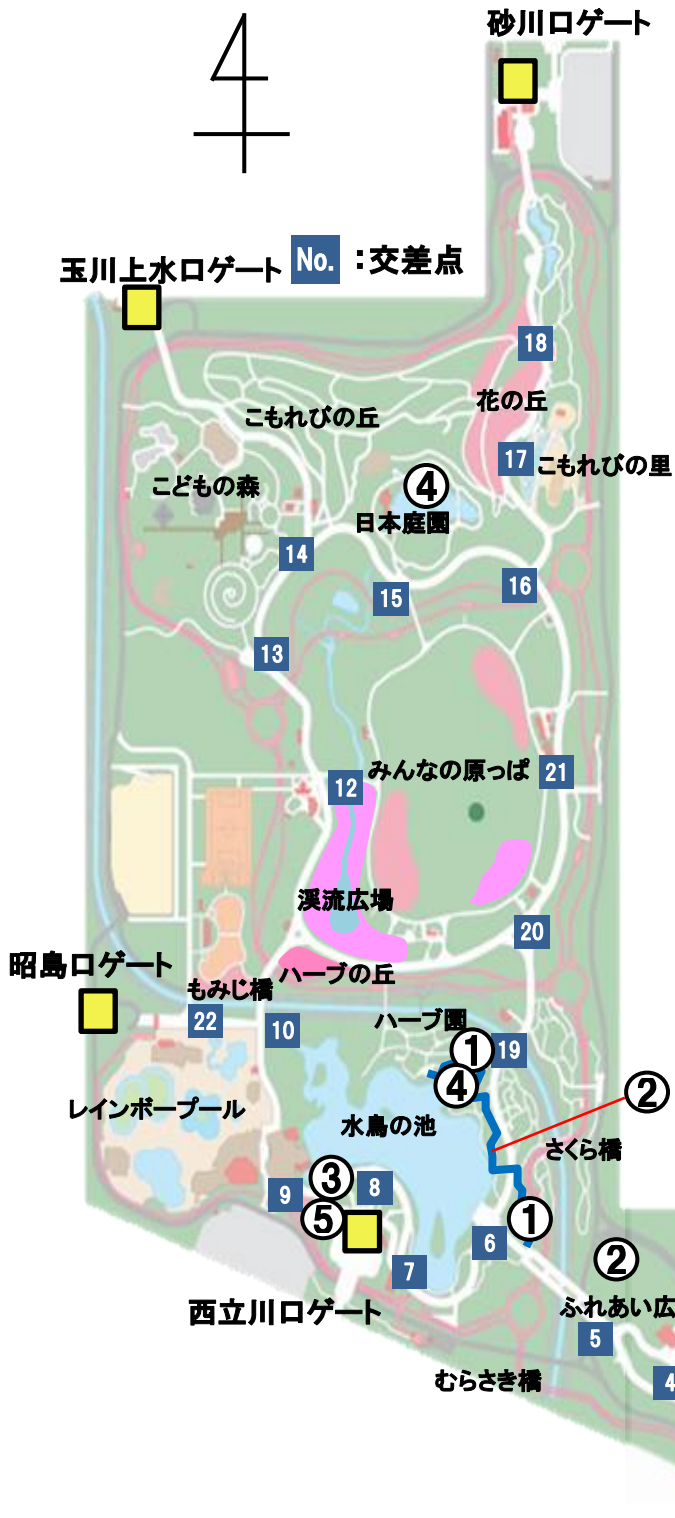 砂川口ゲート
玉川上水口ゲート
No. ：交差点
18
こもれびの丘
花の丘
17
こもれびの里
こどもの森
④
日本庭園
14
15
16
13
みんなの原っぱ
21
12
渓流広場
20
昭島口ゲート
ハーブの丘
もみじ橋
22
10
ハーブ園
①
19
④
②
レインボープール
水鳥の池
さくら橋
③
8
9
⑤
①
6
②
7
西立川口ゲート
ふれあい広
5
むらさき橋
4